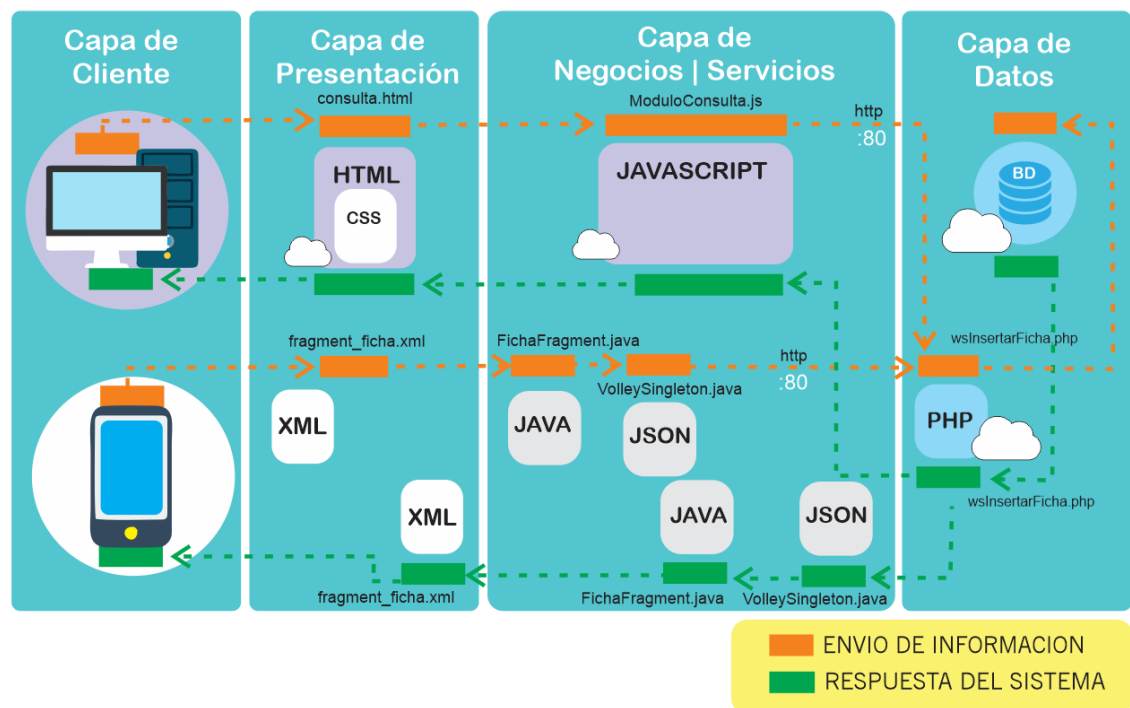 Capa de
Cliente
Capa de
Presentación
Capa de
Negocios | Servicios
Capa de
Datos
consulta.html
ModuloConsulta.js
http
:80
HTML
CSS
JAVASCRIPT
BD
fragment_ficha.xml
FichaFragment.java
VolleySingleton.java
http
:80
wsInsertarFicha.php
XML
JAVA
JSON
PHP
wsInsertarFicha.php
XML
JAVA
JSON
fragment_ficha.xml
FichaFragment.java
VolleySingleton.java
ENVIO DE INFORMACION
RESPUESTA DEL SISTEMA